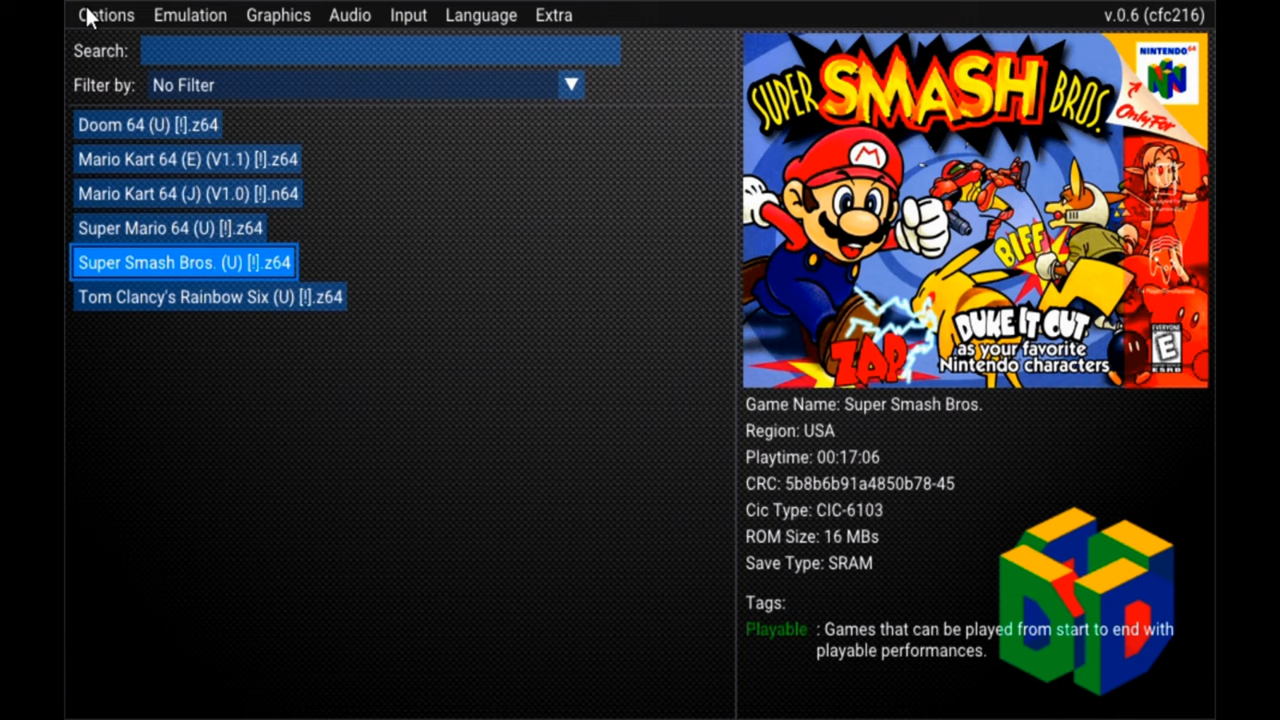 Options Emulation Graphics Audio Input Language Extra v.0.6 (cfc216)
Search:
Filter by: No Filter
Doom 64 (U) [!].z64
Mario Kart 64 (E) (V1.1) [!].z64
Mario Kart 64 (J) (V1.0) [!].n64
Super Mario 64 (U) [!].z64
Super Smash Bros. (U) [!].z64
Tom Clancy's Rainbow Six (U) [!].z64
NINTENDO 64
SUPER SMASH BROS.
Only For
BIFF
ZAP
DUKE IT OUT
as your favorite
Nintendo characters
EVERYONE
E
ESRB
Game Name: Super Smash Bros.
Region: USA
Playtime: 00:17:06
CRC: 5b8b6b91a4850b78-45
Cic Type: CIC-6103
ROM Size: 16 MBs
Save Type: SRAM
Tags:
Playable : Games that can be played from start to end with
playable performances.